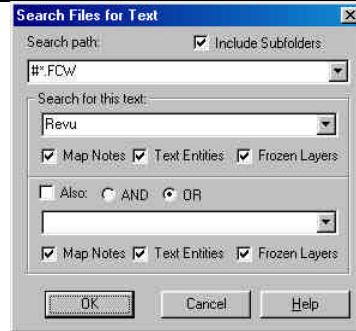 Search Files for Text
Search path: Include Subfolders
#*.FCW
Search for this text:
Revu
Map Notes Text Entities Frozen Layers
Also: AND OR
Map Notes Text Entities Frozen Layers
OK Cancel Help